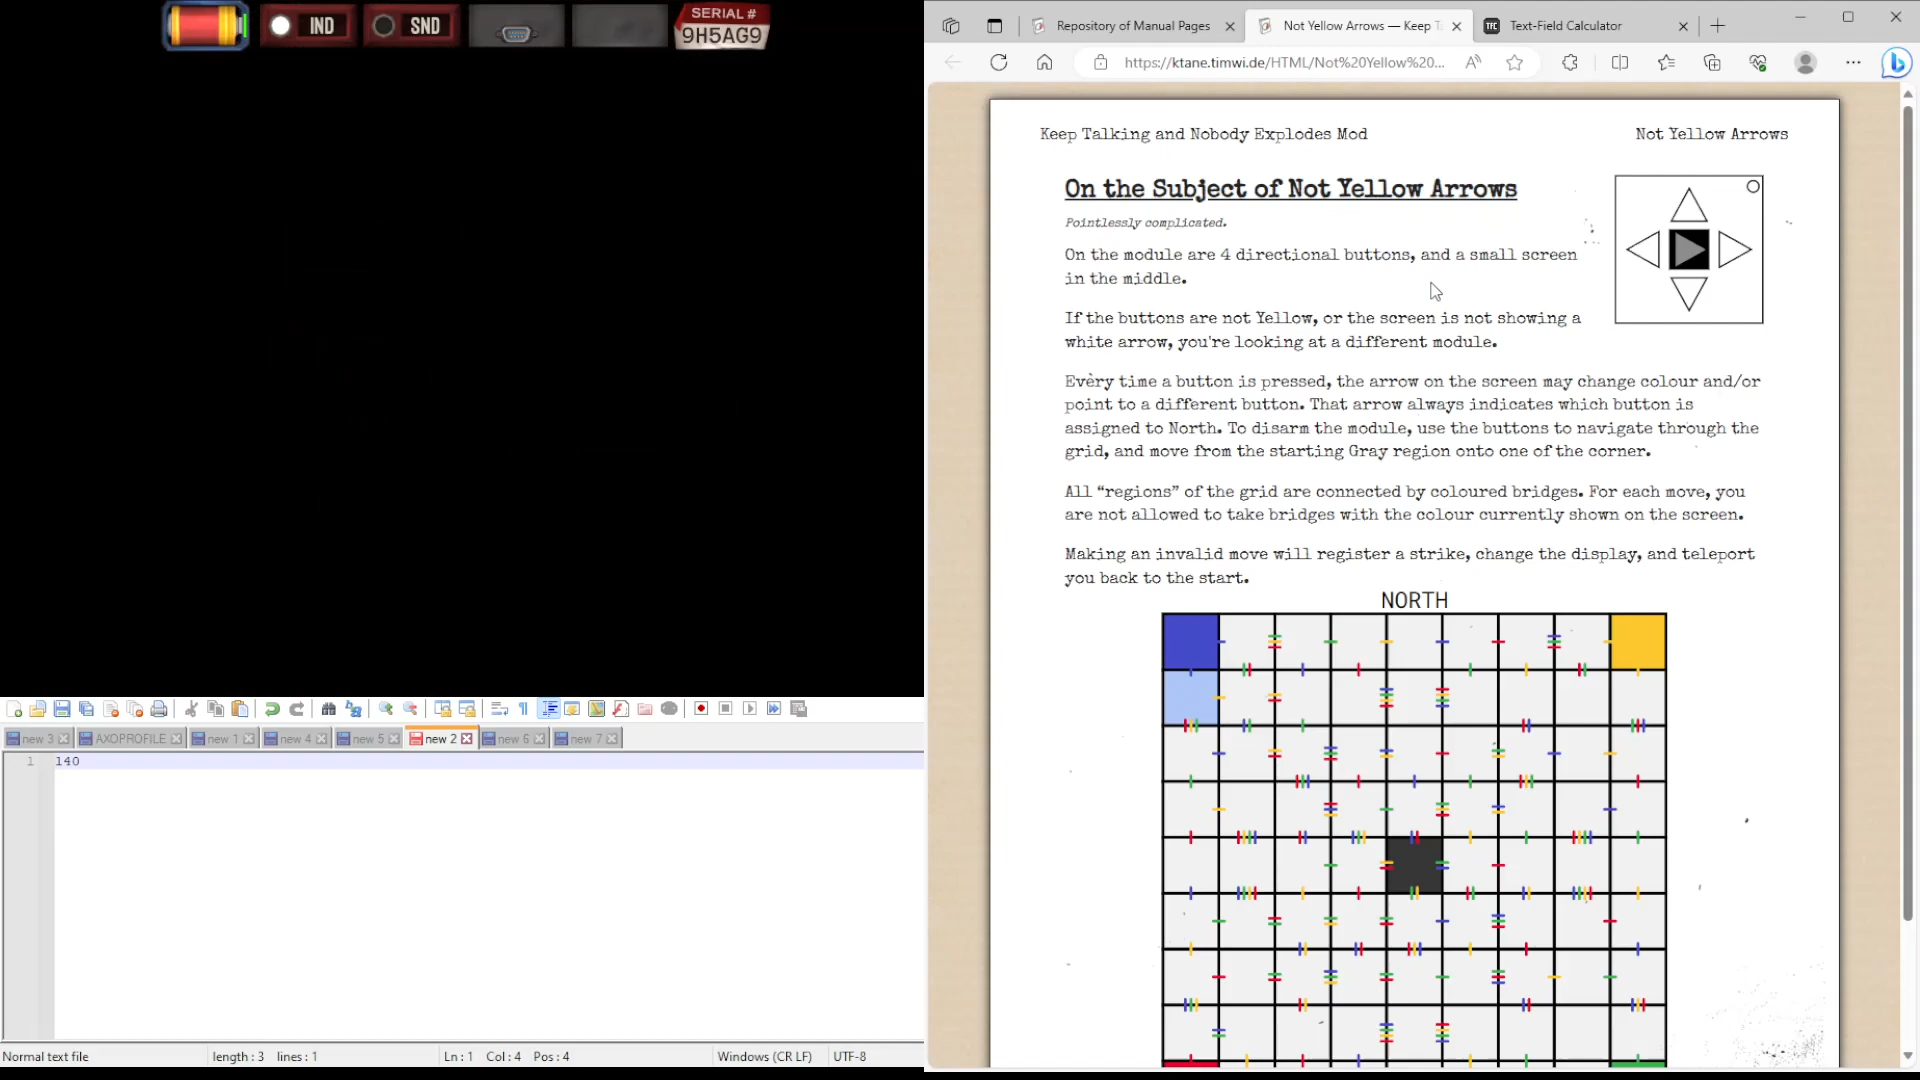 IND
SND
SERIAL #
9H5AG9
Repository of Manual Pages
Not Yellow Arrows — Keep T
Text-Field Calculator
https://ktane.timwi.de/HTML/Not%20Yellow%20...
Keep Talking and Nobody Explodes Mod
Not Yellow Arrows
On the Subject of Not Yellow Arrows
Pointlessly complicated.
On the module are 4 directional buttons, and a small screen
in the middle.
If the buttons are not Yellow, or the screen is not showing a
white arrow, you're looking at a different module.
Every time a button is pressed, the arrow on the screen may change colour and/or
point to a different button. That arrow always indicates which button is
assigned to North. To disarm the module, use the buttons to navigate through the
grid, and move from the starting Gray region onto one of the corner.
All “regions” of the grid are connected by coloured bridges. For each move, you
are not allowed to take bridges with the colour currently shown on the screen.
Making an invalid move will register a strike, change the display, and teleport
you back to the start.
NORTH
new 3
AXOPROFILE
new 1
new 4
new 5
new 2
new 6
new 7
1
140
Normal text file
length : 3 lines : 1
Ln : 1 Col : 4 Pos : 4
Windows (CR LF)
UTF-8